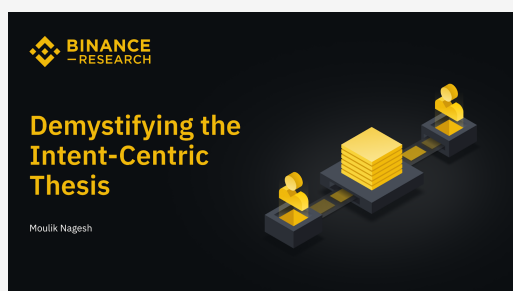 BINANCE
RESEARCH
Demystifying the
Intent-Centric
Thesis
Moulik Nagesh